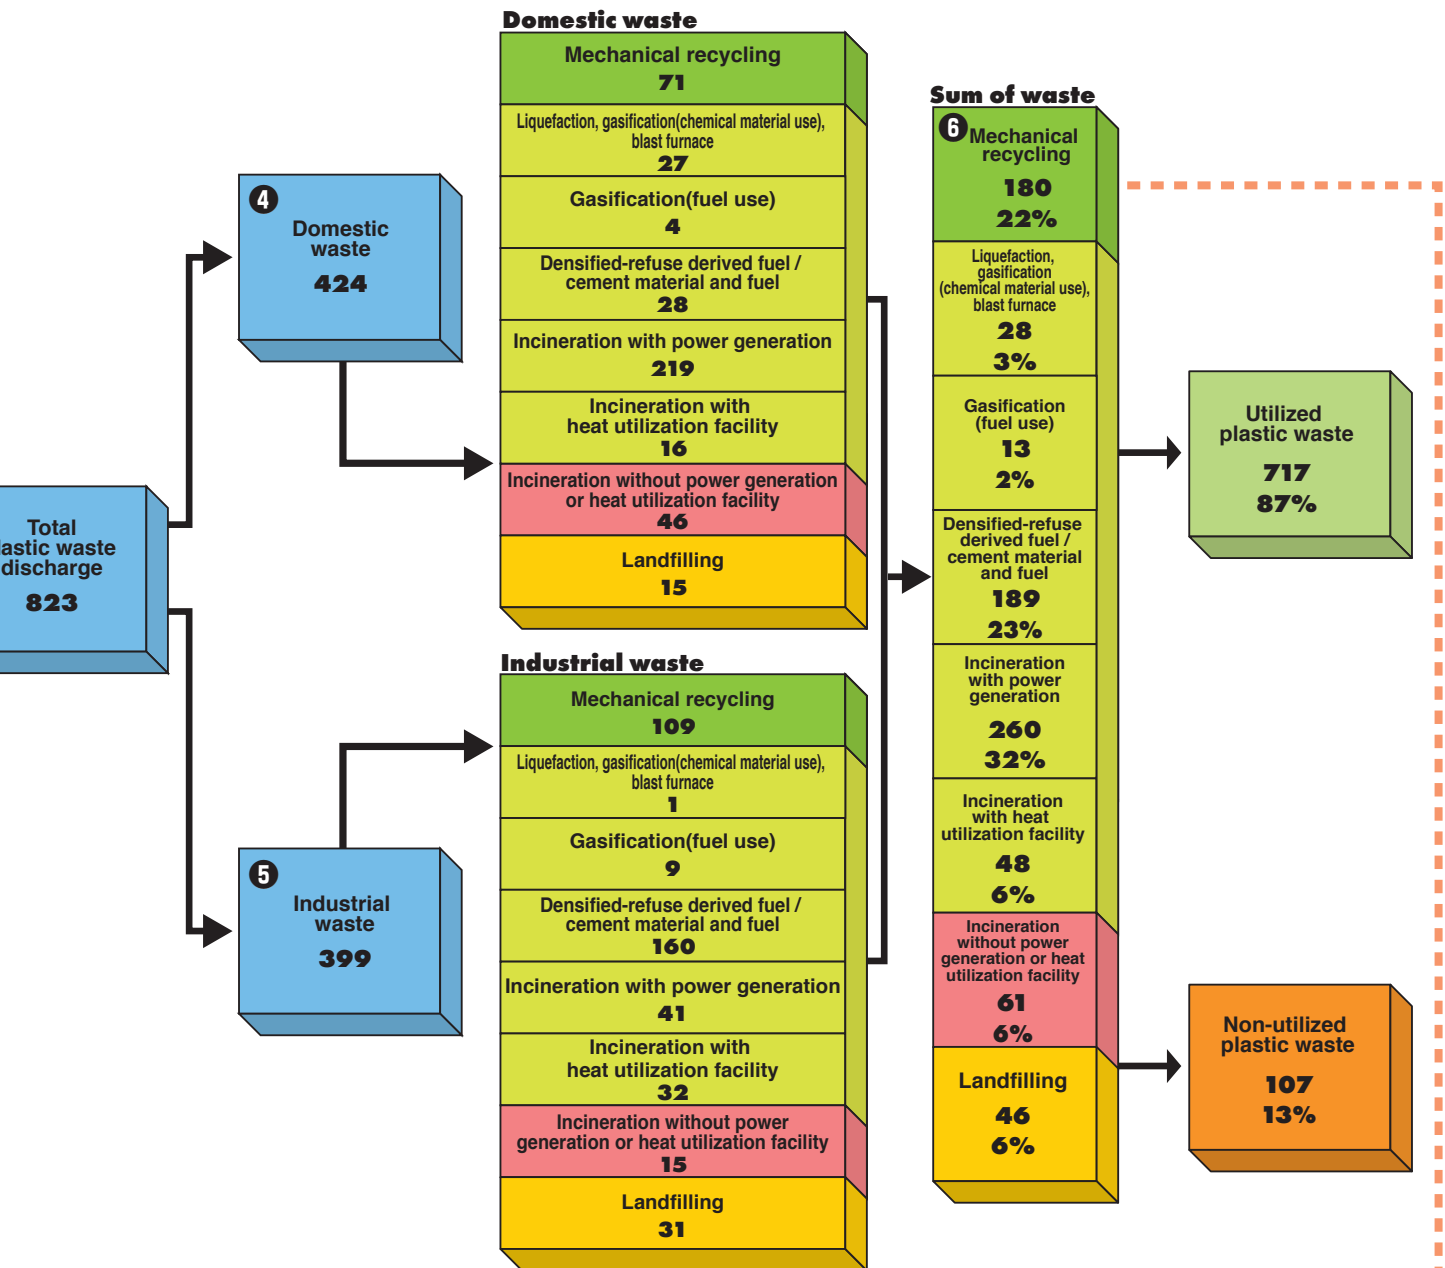 Total
lastic waste
discharge
823
4
Domestic
waste
424
5
Industrial
waste
399
Domestic waste
Mechanical recycling
71
Liquefaction, gasification(chemical material use),
blast furnace
27
Gasification(fuel use)
4
Densified-refuse derived fuel /
cement material and fuel
28
Incineration with power generation
219
Incineration with
heat utilization facility
16
Incineration without power generation
or heat utilization facility
46
Landfilling
15
Industrial waste
Mechanical recycling
109
Liquefaction, gasification(chemical material use),
blast furnace
1
Gasification(fuel use)
9
Densified-refuse derived fuel /
cement material and fuel
160
Incineration with power generation
41
Incineration with
heat utilization facility
32
Incineration without power
generation or heat utilization facility
15
Landfilling
31
Sum of waste
6
Mechanical
recycling
180
22%
Liquefaction,
gasification
(chemical material use),
blast furnace
28
3%
Gasification
(fuel use)
13
2%
Densified-refuse
derived fuel /
cement material
and fuel
189
23%
Incineration
with power
generation
260
32%
Incineration
with heat
utilization facility
48
6%
Incineration
without power
generation or heat
utilization facility
61
6%
Landfilling
46
6%
Utilized
plastic waste
717
87%
Non-utilized
plastic waste
107
13%